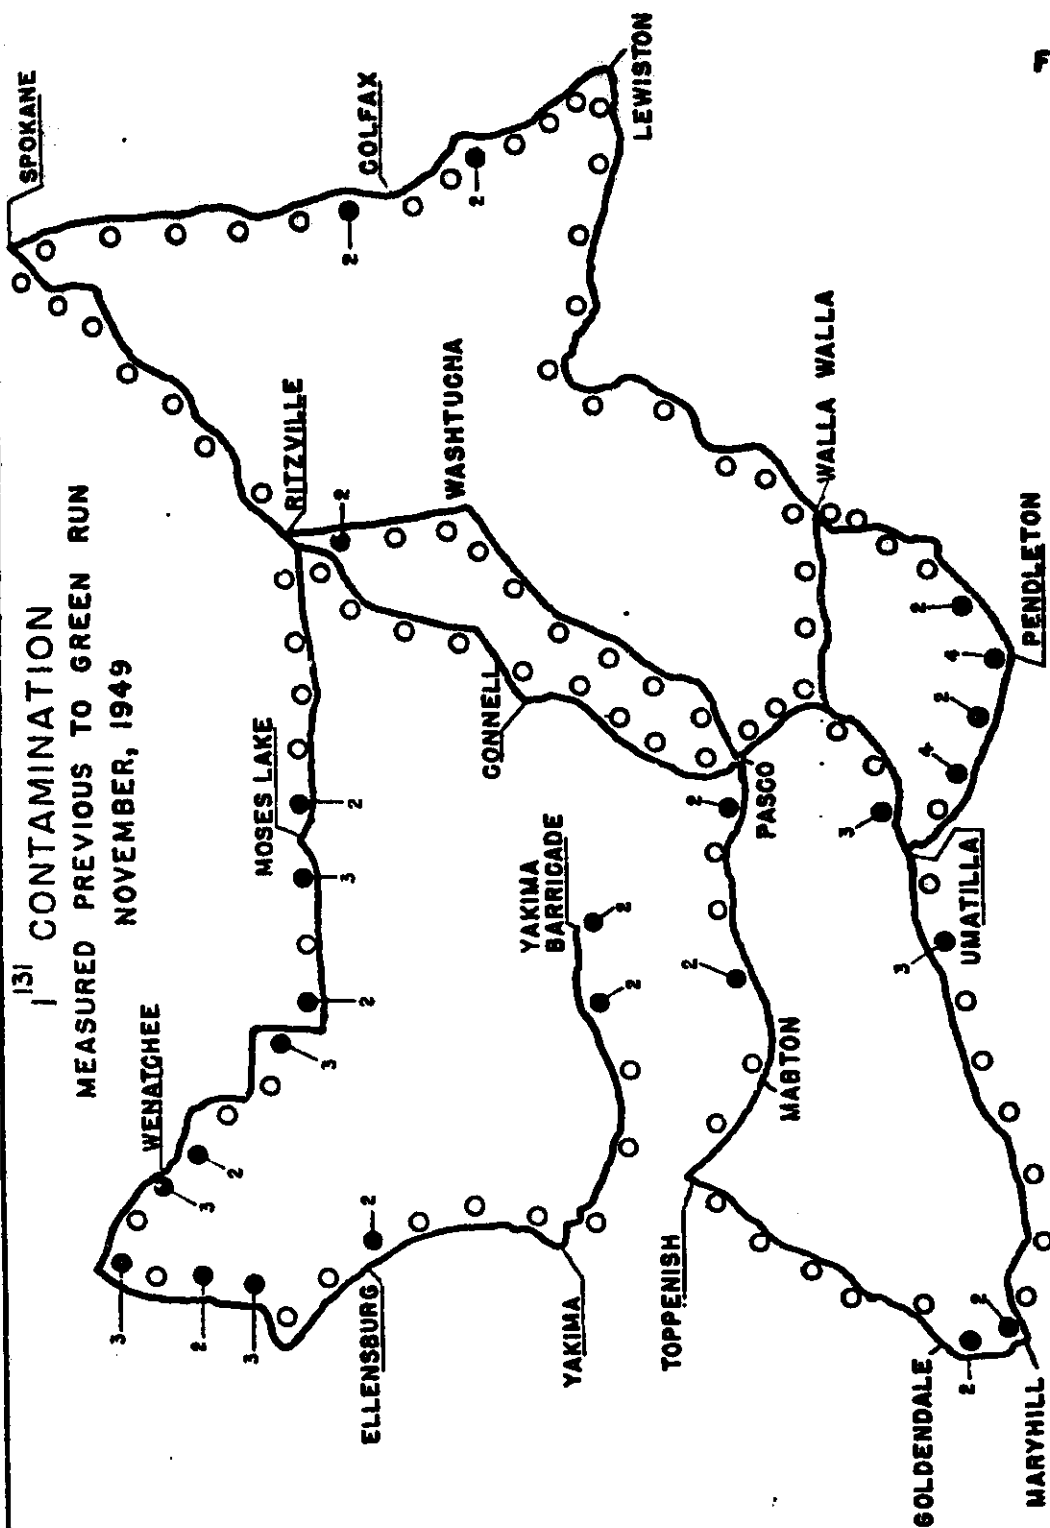 I131 CONTAMINATION
MEASURED PREVIOUS TO GREEN RUN
NOVEMBER, 1949
SPOKANE
3
WENATCHEE
2
3
2
3
MOSES LAKE
RITZVILLE
3
3
2
2
2
2
ELLENSBURG
2
COLFAX
WASHTUCNA
2
CONNELL
YAKIMA
BARRICADE
YAKIMA
2
2
LEWISTON
TOPPENISH
2
2
PASCO
MABTON
WALLA WALLA
3
3
2
GOLDENDALE
2
4
4
2
UMATILLA
2
PENDLETON
MARYHILL